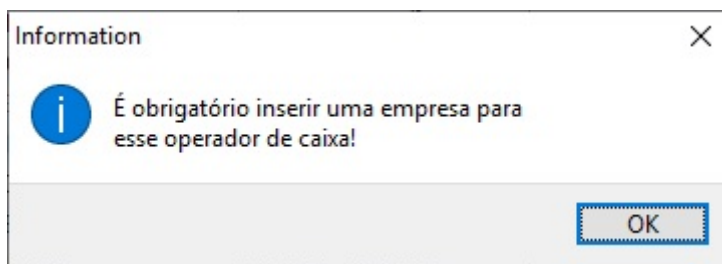 Information
É obrigatório inserir uma empresa para
esse operador de caixa!
OK